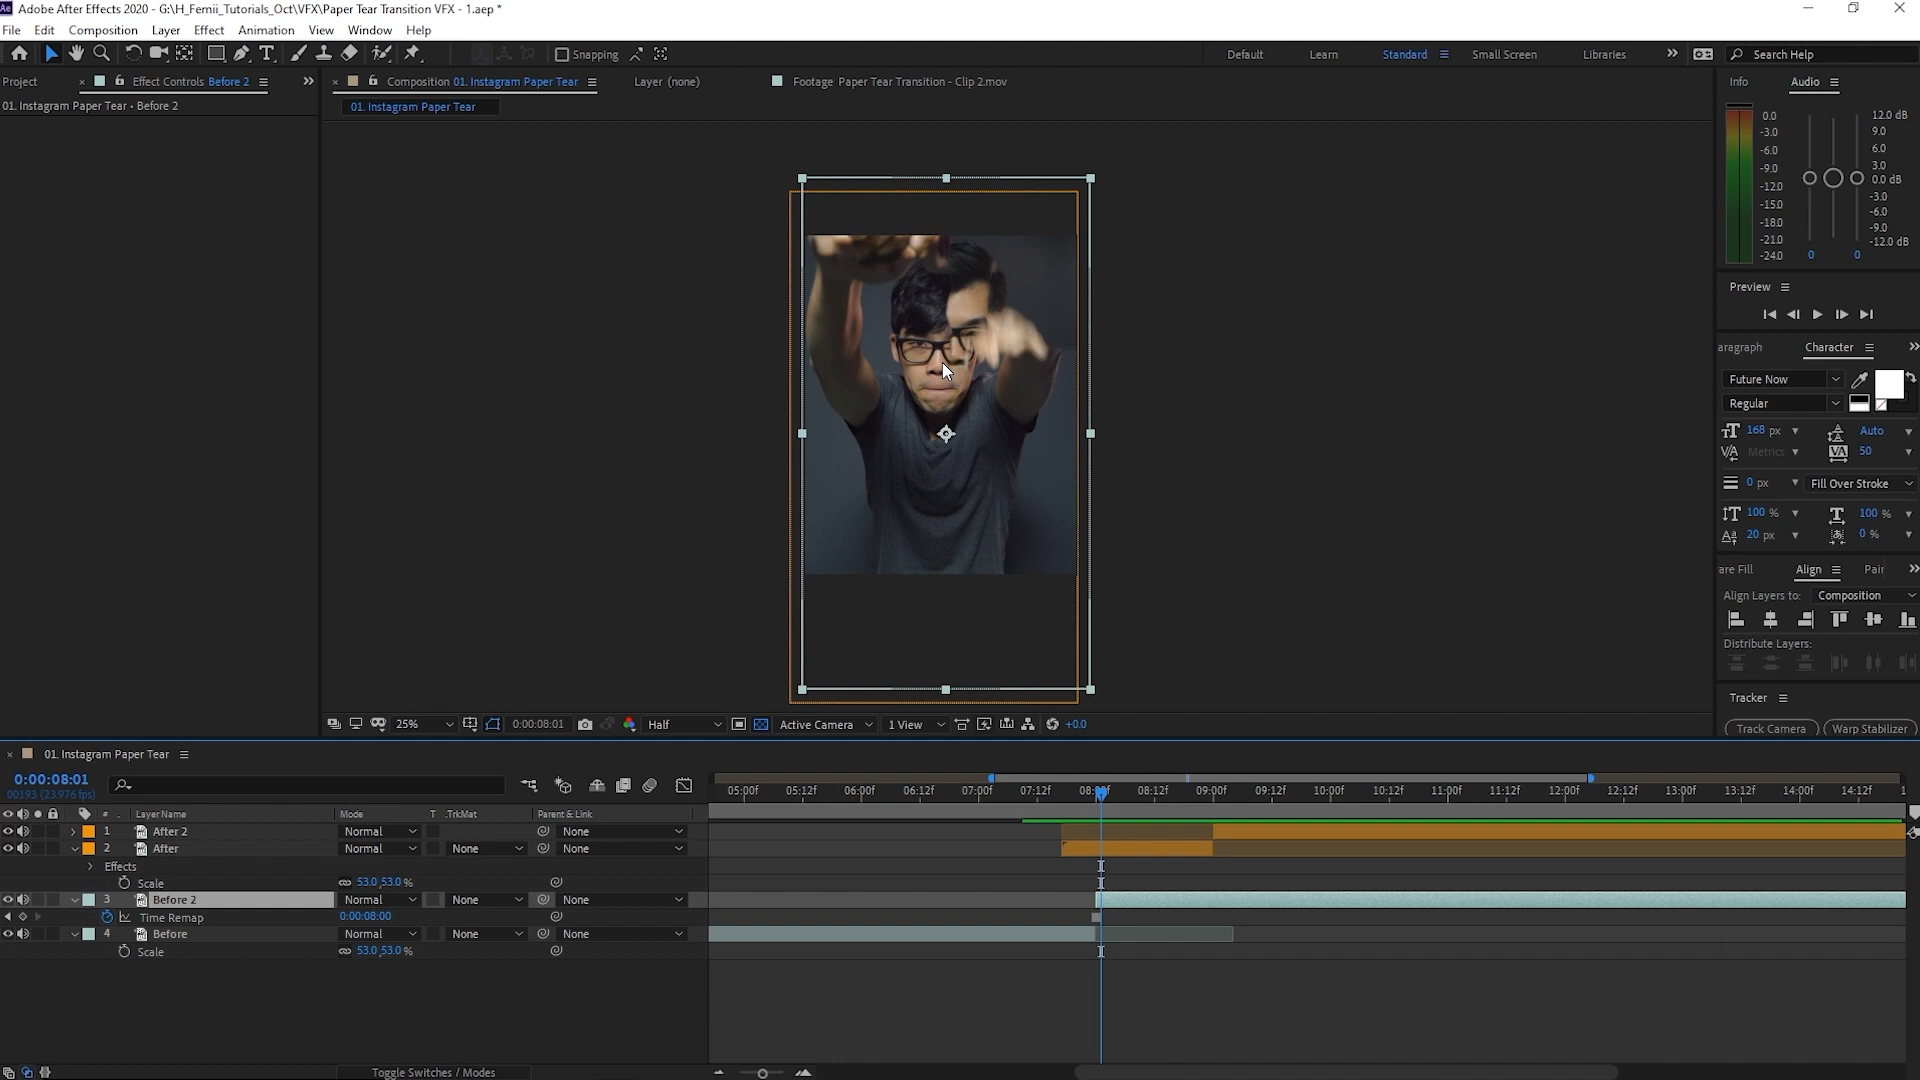 Adobe After Effects 2020 - G:\H_Femii_Tutorials_Oct\VFX\Paper Tear Transition VFX - 1.aep *
File Edit Composition Layer Effect Animation View Window Help
Snapping
Default Learn Standard Small Screen Libraries Search Help
Project Effect Controls Before 2
Composition 01. Instagram Paper Tear Layer (none) Footage Paper Tear Transition - Clip 2.mov
Info Audio
01. Instagram Paper Tear • Before 2
01. Instagram Paper Tear
0.0 12.0 dB
-3.0 9.0
-6.0 6.0
-9.0 3.0
-12.0 0.0 dB
-15.0 -3.0
-18.0 -6.0
-21.0 -9.0
-24.0 -12.0 dB
0 0
Preview
aragraph Character
Future Now
Regular
168 px Auto
Metrics 50
0 px Fill Over Stroke
100 % 100 %
20 px 0 %
are Fill Align Pair
Align Layers to: Composition
Distribute Layers:
Tracker
Track Camera Warp Stabilizer
25% 0:00:08:01 Half Active Camera 1 View +0.0
01. Instagram Paper Tear
0:00:08:01
00193 (23.976 fps)
05:00f 05:12f 06:00f 06:12f 07:00f 07:12f 08:00f 08:12f 09:00f 09:12f 10:00f 10:12f 11:00f 11:12f 12:00f 12:12f 13:00f 13:12f 14:00f 14:12f 1
# Layer Name Mode T .TrkMat Parent & Link
1 After 2 Normal None
2 After Normal None None
Effects
Scale 53.0,53.0 %
3 Before 2 Normal None None
Time Remap 0:00:08:00
4 Before Normal None None
Scale 53.0,53.0 %
Toggle Switches / Modes